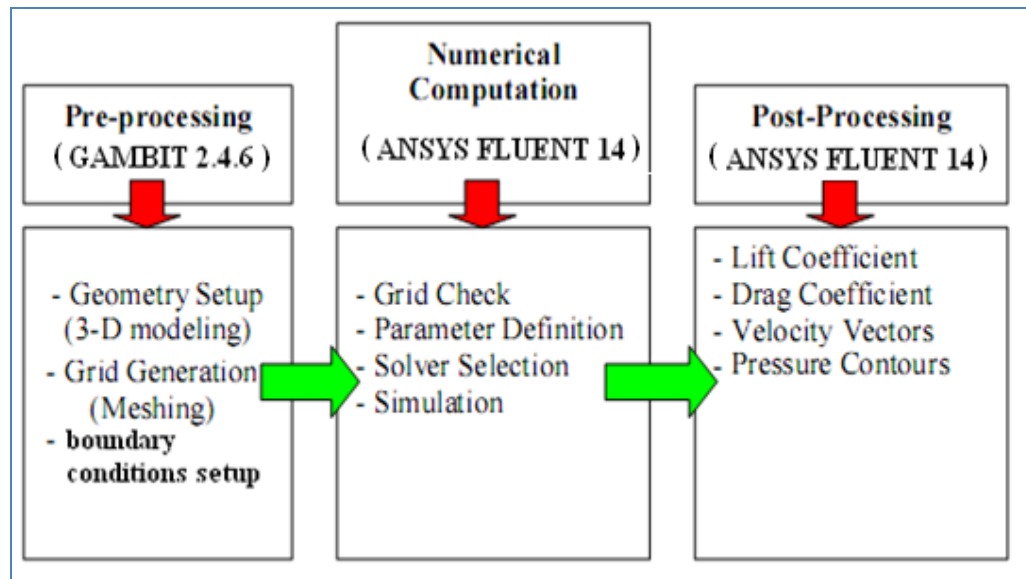 Pre-processing
( GAMBIT 2.4.6 )
- Geometry Setup
(3-D modeling)
- Grid Generation
(Meshing)
- boundary
conditions setup
Numerical
Computation
( ANSYS FLUENT 14 )
- Grid Check
- Parameter Definition
- Solver Selection
- Simulation
Post-Processing
( ANSYS FLUENT 14 )
- Lift Coefficient
- Drag Coefficient
- Velocity Vectors
- Pressure Contours